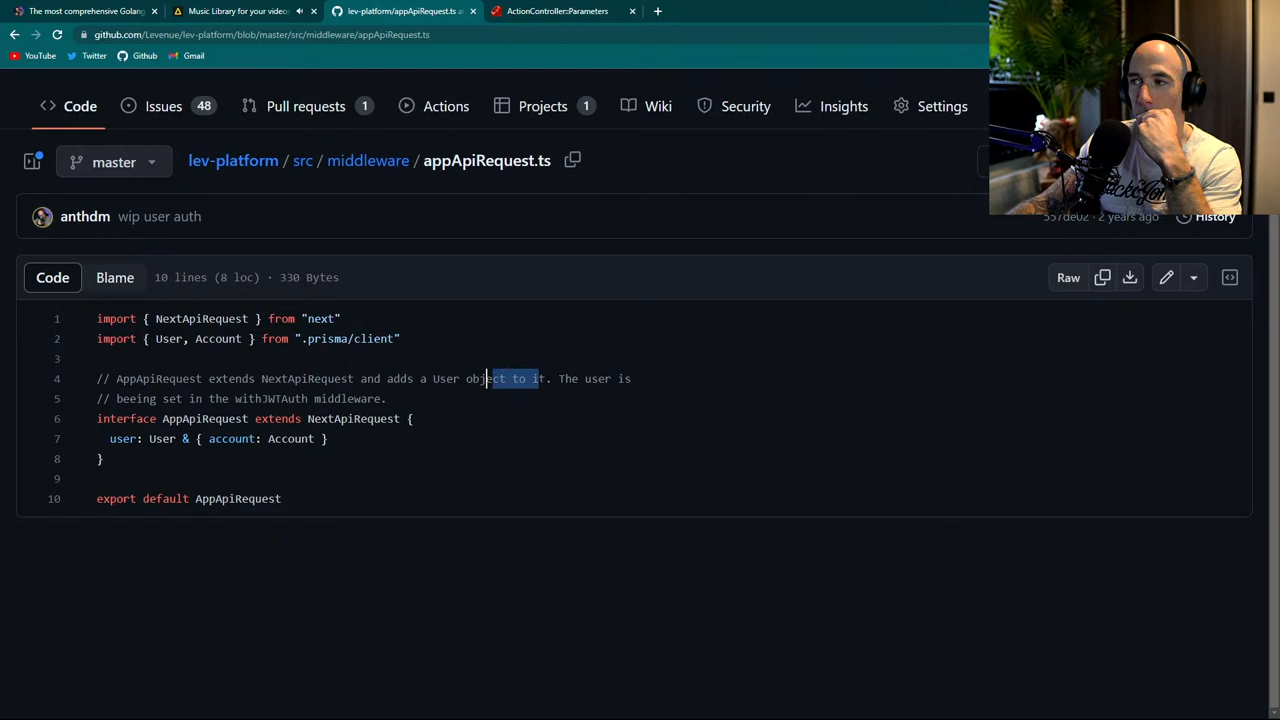 The most comprehensive Golang
Music Library for your video
lev-platform/appApiRequest.ts a
ActionController::Parameters
github.com/Levenue/lev-platform/blob/master/src/middleware/appApiRequest.ts
YouTube Twitter Github Gmail
Code Issues 48 Pull requests 1 Actions Projects 1 Wiki Security Insights Settings
master lev-platform / src / middleware / appApiRequest.ts
anthdm wip user auth 557de02 · 2 years ago History
Code Blame 10 lines (8 loc) · 330 Bytes Raw
1 import { NextApiRequest } from "next"
2 import { User, Account } from ".prisma/client"
3
4 // AppApiRequest extends NextApiRequest and adds a User object to it. The user is
5 // beeing set in the withJWTAuth middleware.
6 interface AppApiRequest extends NextApiRequest {
7 user: User & { account: Account }
8 }
9
10 export default AppApiRequest